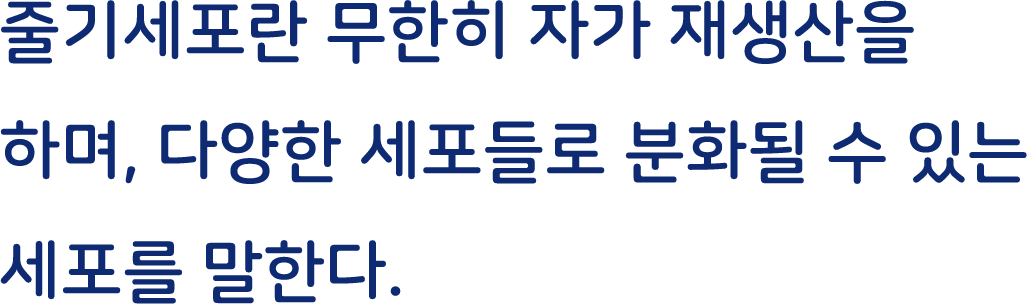 줄기세포란 무한히 자가 재생산을
하며, 다양한 세포들로 분화될 수 있는
세포를 말한다.